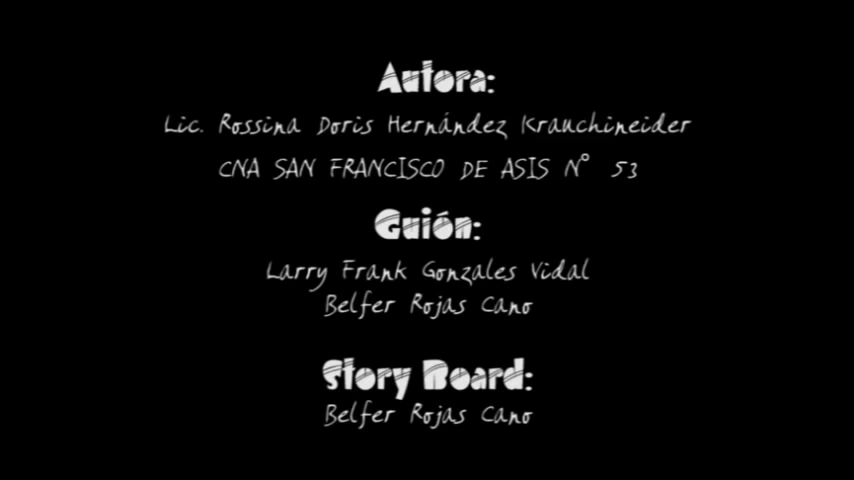 Autora:
Lic. Rossina Doris Hernández Krauchineider
CNA SAN FRANCISCO DE ASIS N° 53
Guión:
Larry Frank Gonzales Vidal
Belfer Rojas Cano
Story Board:
Belfer Rojas Cano